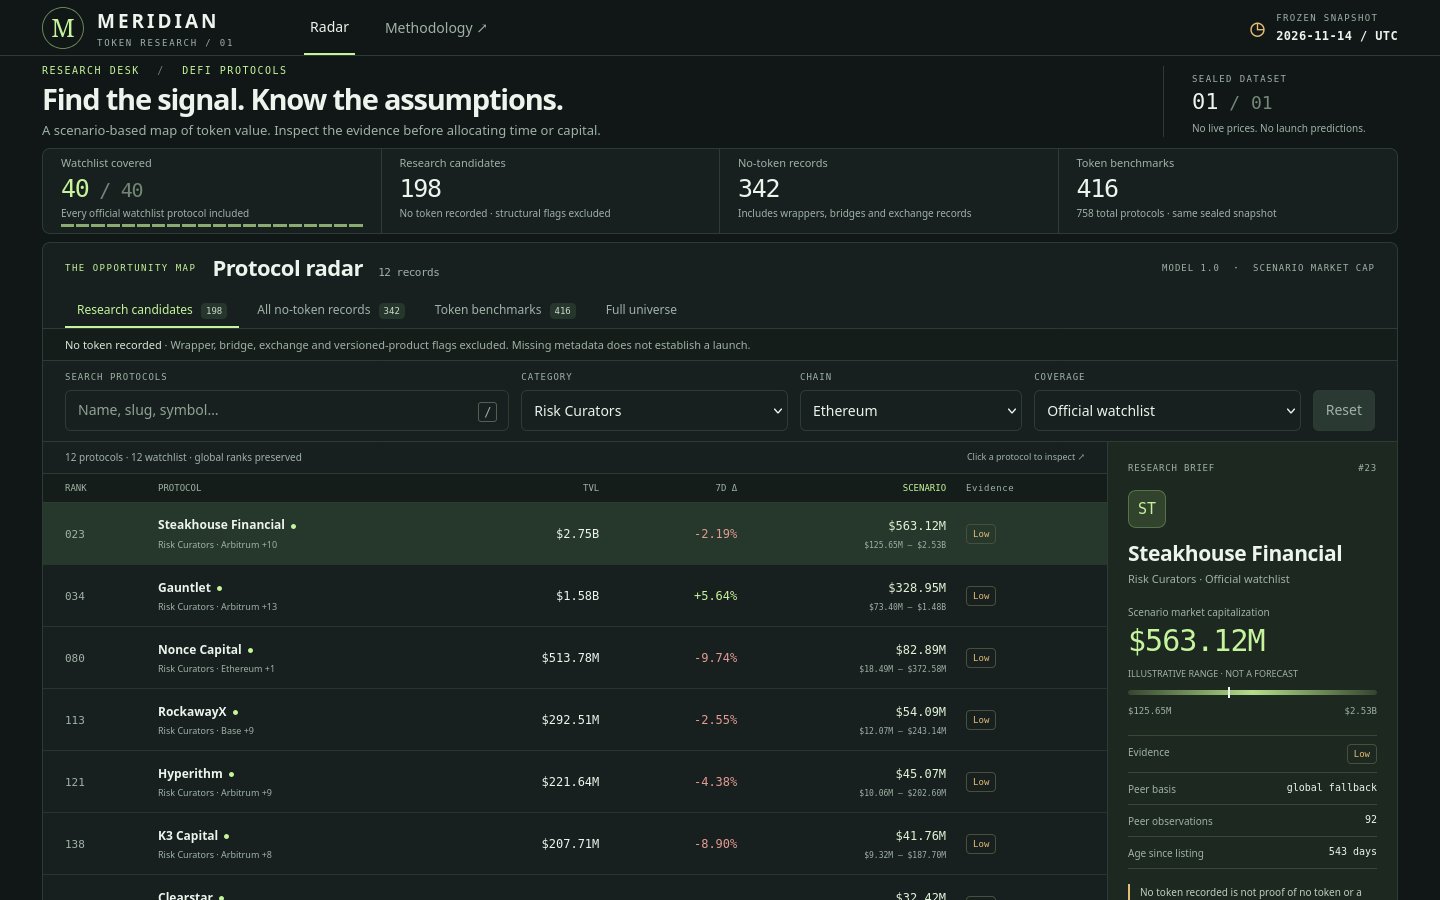 M MERIDIAN
TOKEN RESEARCH / 01
Radar
Methodology ↗
FROZEN SNAPSHOT
2026-11-14 / UTC
RESEARCH DESK / DEFI PROTOCOLS
Find the signal. Know the assumptions.
A scenario-based map of token value. Inspect the evidence before allocating time or capital.
SEALED DATASET
01 / 01
No live prices. No launch predictions.
Watchlist covered
40 / 40
Every official watchlist protocol included
Research candidates
198
No token recorded · structural flags excluded
No-token records
342
Includes wrappers, bridges and exchange records
Token benchmarks
416
758 total protocols · same sealed snapshot
THE OPPORTUNITY MAP Protocol radar 12 records
MODEL 1.0 · SCENARIO MARKET CAP
Research candidates 198 All no-token records 342 Token benchmarks 416 Full universe
No token recorded · Wrapper, bridge, exchange and versioned-product flags excluded. Missing metadata does not establish a launch.
SEARCH PROTOCOLS CATEGORY CHAIN COVERAGE
Name, slug, symbol... / Risk Curators Ethereum Official watchlist Reset
12 protocols · 12 watchlist · global ranks preserved
Click a protocol to inspect ↗
RANK PROTOCOL TVL 7D Δ SCENARIO Evidence
023 Steakhouse Financial $2.75B -2.19% $563.12M Low
Risk Curators · Arbitrum +10 $125.65M — $2.53B
034 Gauntlet $1.58B +5.64% $328.95M Low
Risk Curators · Arbitrum +13 $73.40M — $1.48B
080 Nonce Capital $513.78M -9.74% $82.89M Low
Risk Curators · Ethereum +1 $18.49M — $372.58M
113 RockawayX $292.51M -2.55% $54.09M Low
Risk Curators · Base +9 $12.07M — $243.14M
121 Hyperithm $221.64M -4.38% $45.07M Low
Risk Curators · Arbitrum +9 $10.06M — $202.60M
138 K3 Capital $207.71M -8.90% $41.76M Low
Risk Curators · Arbitrum +8 $9.32M — $187.70M
Clearstar $32.42M
RESEARCH BRIEF #23
ST
Steakhouse Financial
Risk Curators · Official watchlist
Scenario market capitalization
$563.12M
ILLUSTRATIVE RANGE · NOT A FORECAST
$125.65M $2.53B
Evidence Low
Peer basis global fallback
Peer observations 92
Age since listing 543 days
No token recorded is not proof of no token or a